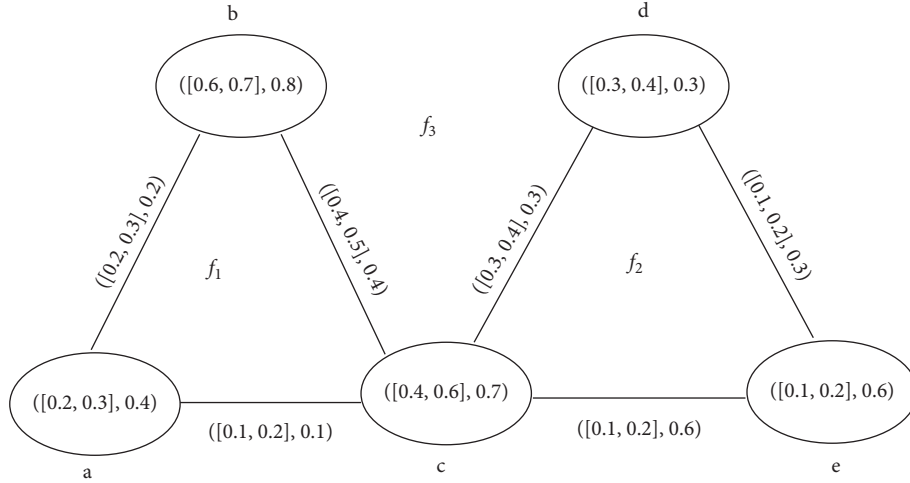 b
d
([0.6, 0.7], 0.8)
([0.3, 0.4], 0.3)
f3
([0.2, 0.3], 0.2)
([0.4, 0.5], 0.4)
([0.3, 0.4], 0.3)
([0.1, 0.2], 0.3)
f1
f2
([0.2, 0.3], 0.4)
([0.4, 0.6], 0.7)
([0.1, 0.2], 0.6)
([0.1, 0.2], 0.1)
([0.1, 0.2], 0.6)
a
c
e